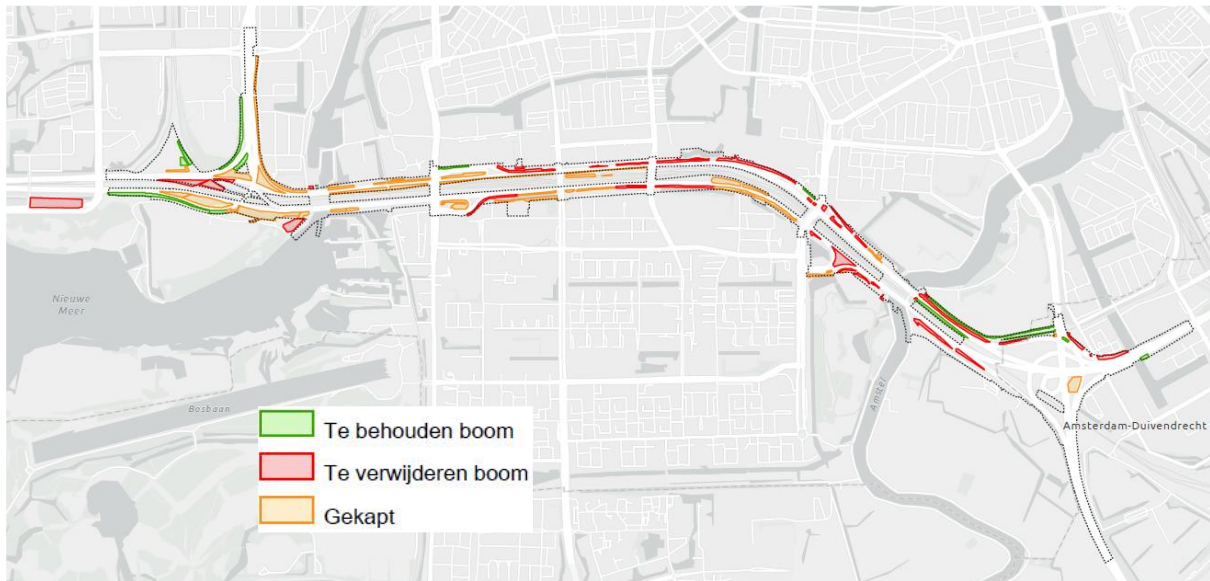 Nieuwe
Meer
Bosbaan
Amstel
Amsterdam-Duivendrecht
Te behouden boom
Te verwijderen boom
Gekapt